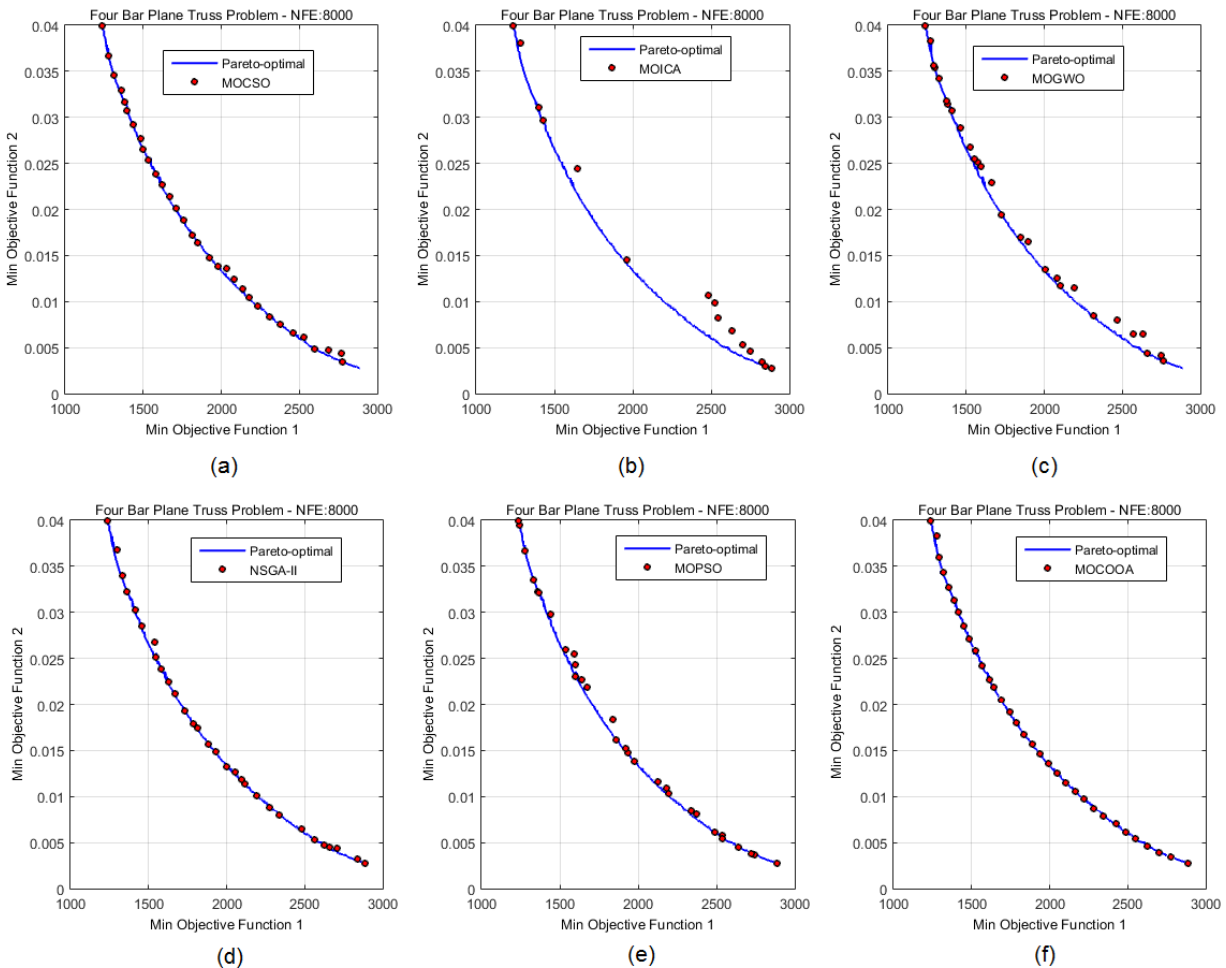 Four Bar Plane Truss Problem - NFE:8000
Min Objective Function 2
0.04
0.035
0.03
0.025
0.02
0.015
0.01
0.005
0
Pareto-optimal
MOCSO
1000 1500 2000 2500 3000
Min Objective Function 1
(a)
Four Bar Plane Truss Problem - NFE:8000
Min Objective Function 2
0.04
0.035
0.03
0.025
0.02
0.015
0.01
0.005
0
Pareto-optimal
MOICA
1000 1500 2000 2500 3000
Min Objective Function 1
(b)
Four Bar Plane Truss Problem - NFE:8000
Min Objective Function 2
0.04
0.035
0.03
0.025
0.02
0.015
0.01
0.005
0
Pareto-optimal
MOGWO
1000 1500 2000 2500 3000
Min Objective Function 1
(c)
Four Bar Plane Truss Problem - NFE:8000
Min Objective Function 2
0.04
0.035
0.03
0.025
0.02
0.015
0.01
0.005
0
Pareto-optimal
NSGA-II
1000 1500 2000 2500 3000
Min Objective Function 1
(d)
Four Bar Plane Truss Problem - NFE:8000
Min Objective Function 2
0.04
0.035
0.03
0.025
0.02
0.015
0.01
0.005
0
Pareto-optimal
MOPSO
1000 1500 2000 2500 3000
Min Objective Function 1
(e)
Four Bar Plane Truss Problem - NFE:8000
Min Objective Function 2
0.04
0.035
0.03
0.025
0.02
0.015
0.01
0.005
0
Pareto-optimal
MOCOOA
1000 1500 2000 2500 3000
Min Objective Function 1
(f)